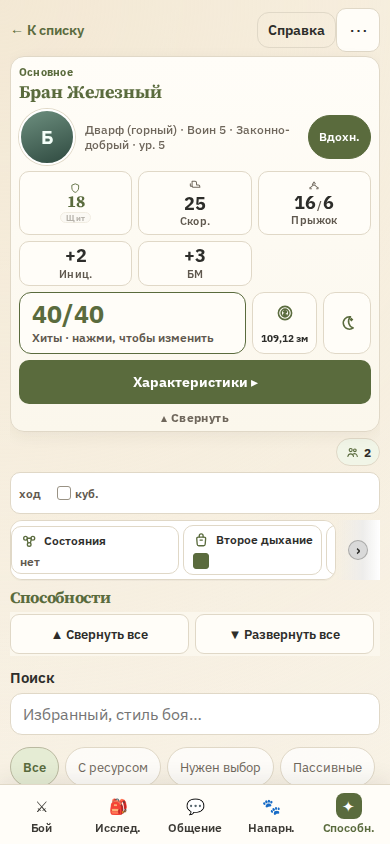 ← К списку
Справка
...
Основное
Бран Железный
Б
Дварф (горный) · Воин 5 · Законно-
добрый · ур. 5
Вдохн.
18
Щит
25
Скор.
16/6
Прыжок
+2
Иниц.
+3
БМ
40/40
Хиты · нажми, чтобы изменить
109,12 зм
Характеристики ▸
▴ Свернуть
2
ход
куб.
Состояния
нет
Второе дыхание
›
Способности
▲ Свернуть все
▼ Развернуть все
Поиск
Избранный, стиль боя...
Все
С ресурсом
Нужен выбор
Пассивные
Бой
Исслед.
Общение
Напарн.
Способн.